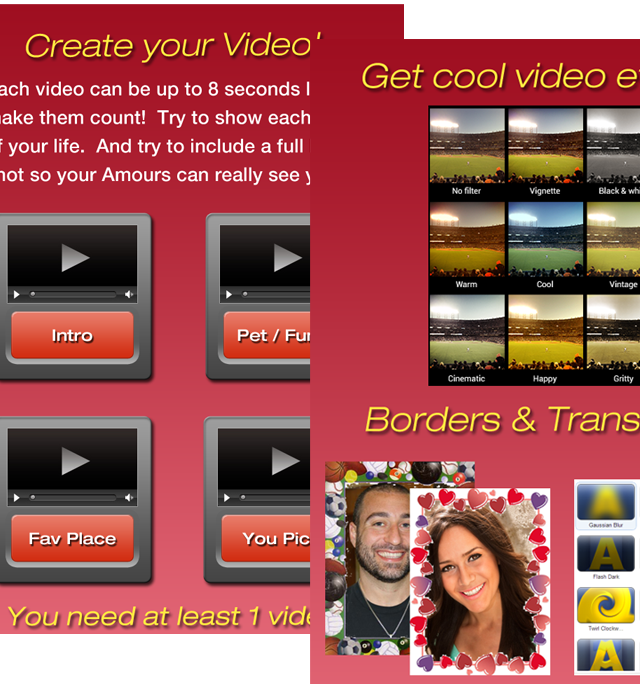 Create your Video'
ach video can be up to 8 seconds l
ake them count! Try to show each
f your life. And try to include a full
not so your Amours can really see y
Intro
Pet / Fu
Fav Place
You Pic
You need at least 1 vide
Get cool video e
No filter
Vignette
Black & whi
Warm
Cool
Vintage
Cinematic
Happy
Gritty
Borders & Trans
Gaussian Blur
Flash Dark
Twirl Clockw...